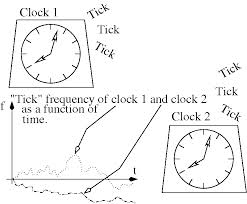 Clock 1
Tick
Tick
Tick
"Tick" frequency of clock 1 and clock 2
f
as a function of
time.
t
Tick
Tick
Tick
Clock 2